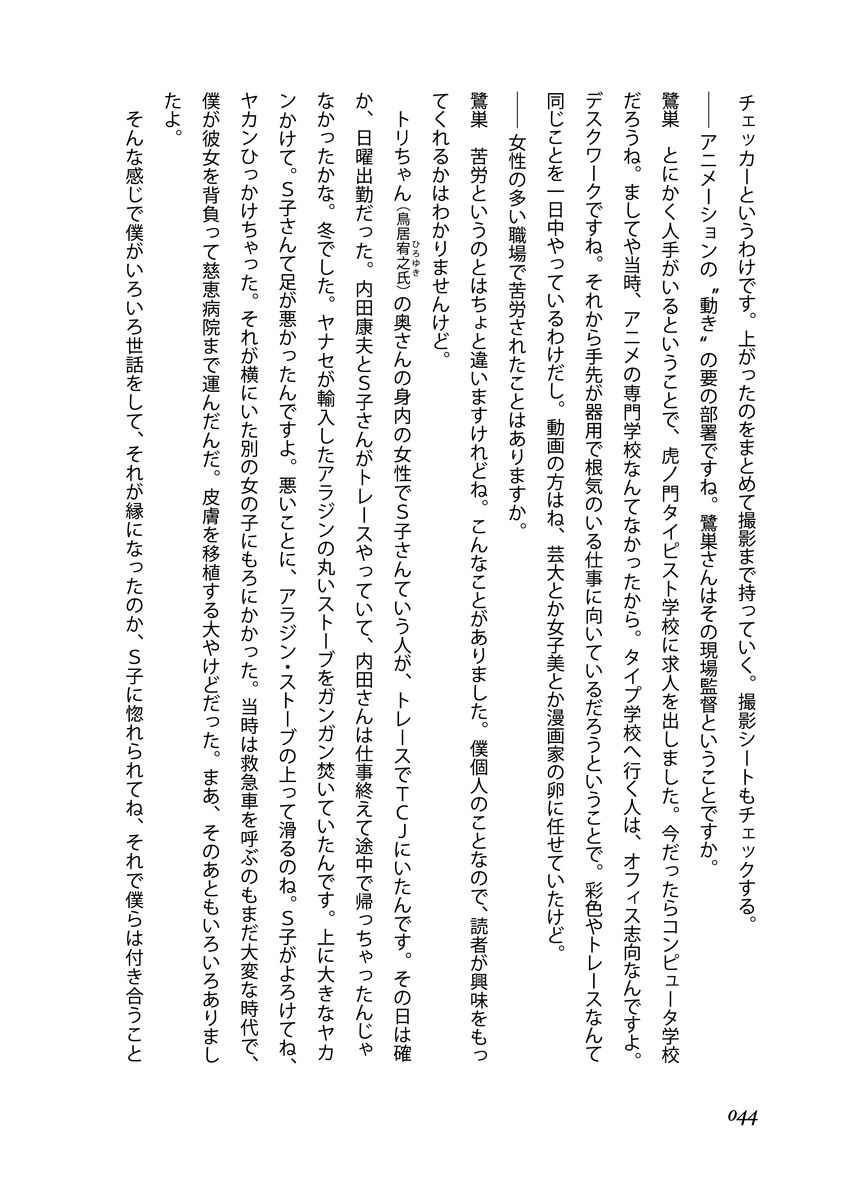 チェッカーというわけです。上がったのをまとめて撮影まで持っていく。撮影シートもチェックする。
―― アニメーションの〝動き〟の要の部署ですね。鷺巣さんはその現場監督ということですか。
鷺巣　とにかく人手がいるということで、虎ノ門タイピスト学校に求人を出しました。今だったらコンピュータ学校
だろうね。ましてや当時、アニメの専門学校なんてなかったから。タイプ学校へ行く人は、オフィス志向なんですよ。
デスクワークですね。それから手先が器用で根気のいる仕事に向いているだろうということで。彩色やトレースなんて
同じことを一日中やっているわけだし。動画の方はね、芸大とか女子美とか漫画家の卵に任せていたけど。
―― 女性の多い職場で苦労されたことはありますか。
鷺巣　苦労というのとはちょと違いますけれどね。こんなことがありました。僕個人のことなので、読者が興味をもっ
てくれるかはわかりませんけど。
　トリちゃん（鳥居宥之氏）の奥さんの身内の女性でＳ子さんていう人が、トレースでＴＣＪにいたんです。その日は確
ひろゆき
か、日曜出勤だった。内田康夫とＳ子さんがトレースやっていて、内田さんは仕事終えて途中で帰っちゃったんじゃ
なかったかな。冬でした。ヤナセが輸入したアラジンの丸いストーブをガンガン焚いていたんです。上に大きなヤカ
ンかけて。Ｓ子さんて足が悪かったんですよ。悪いことに、アラジン・ストーブの上って滑るのね。Ｓ子がよろけてね、
ヤカンひっかけちゃった。それが横にいた別の女の子にもろにかかった。当時は救急車を呼ぶのもまだ大変な時代で、
僕が彼女を背負って慈恵病院まで運んだんだ。皮膚を移植する大やけどだった。まあ、そのあともいろいろありまし
たよ。
　そんな感じで僕がいろいろ世話をして、それが縁になったのか、Ｓ子に惚れられてね、それで僕らは付き合うこと
044